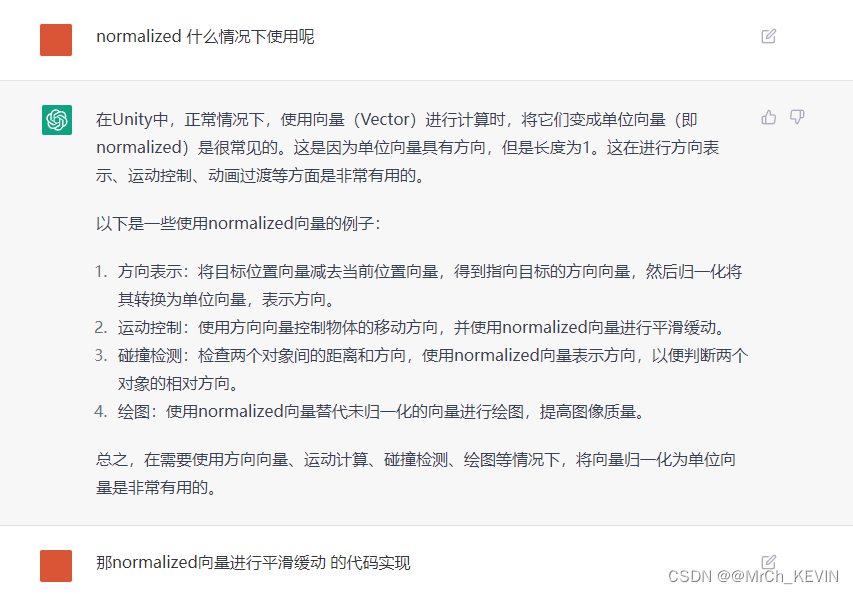 normalized 什么情况下使用呢
在Unity中，正常情况下，使用向量（Vector）进行计算时，将它们变成单位向量（即
normalized）是很常见的。这是因为单位向量具有方向，但是长度为1。这在进行方向表
示、运动控制、动画过渡等方面是非常有用的。
以下是一些使用normalized向量的例子：
1. 方向表示：将目标位置向量减去当前位置向量，得到指向目标的方向向量，然后归一化将
其转换为单位向量，表示方向。
2. 运动控制：使用方向向量控制物体的移动方向，并使用normalized向量进行平滑缓动。
3. 碰撞检测：检查两个对象间的距离和方向，使用normalized向量表示方向，以便判断两个
对象的相对方向。
4. 绘图：使用normalized向量替代未归一化的向量进行绘图，提高图像质量。
总之，在需要使用方向向量、运动计算、碰撞检测、绘图等情况下，将向量归一化为单位向
量是非常有用的。
那normalized向量进行平滑缓动 的代码实现
CSDN @@MrCh_KEVIN